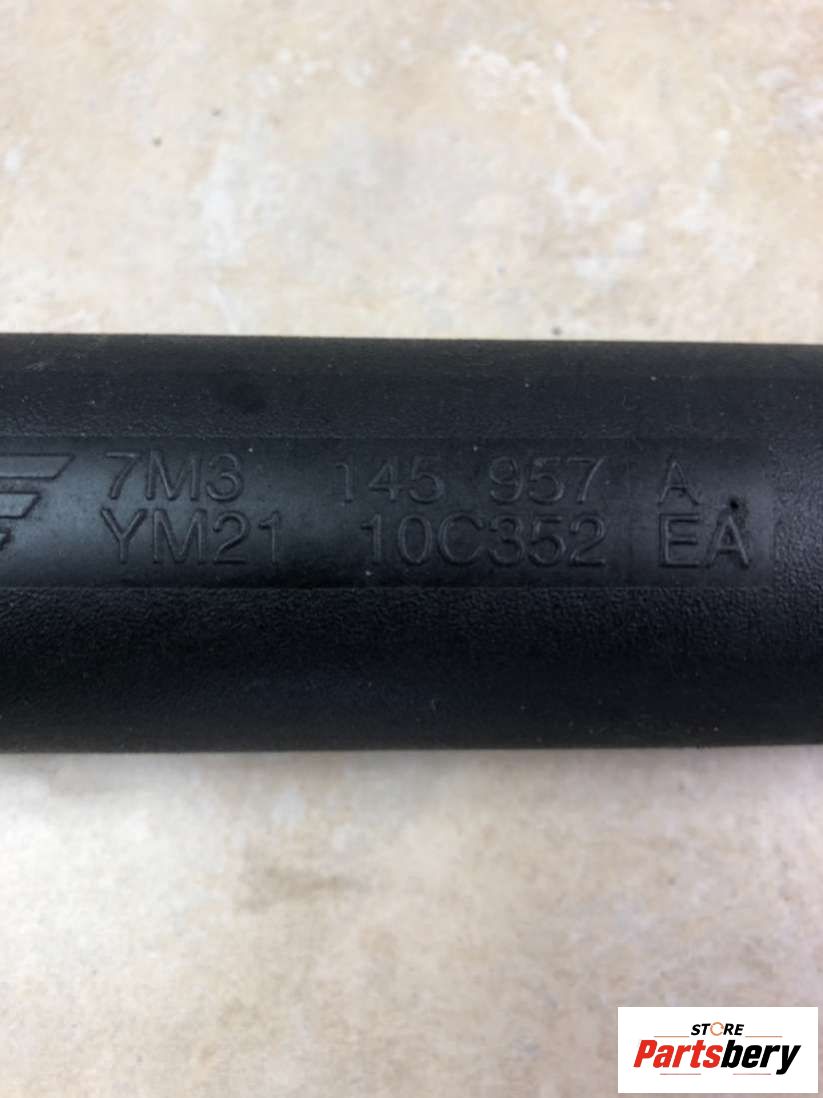 7M3 145 957 A
YM21 10C352 EA
STORE
Partsbery